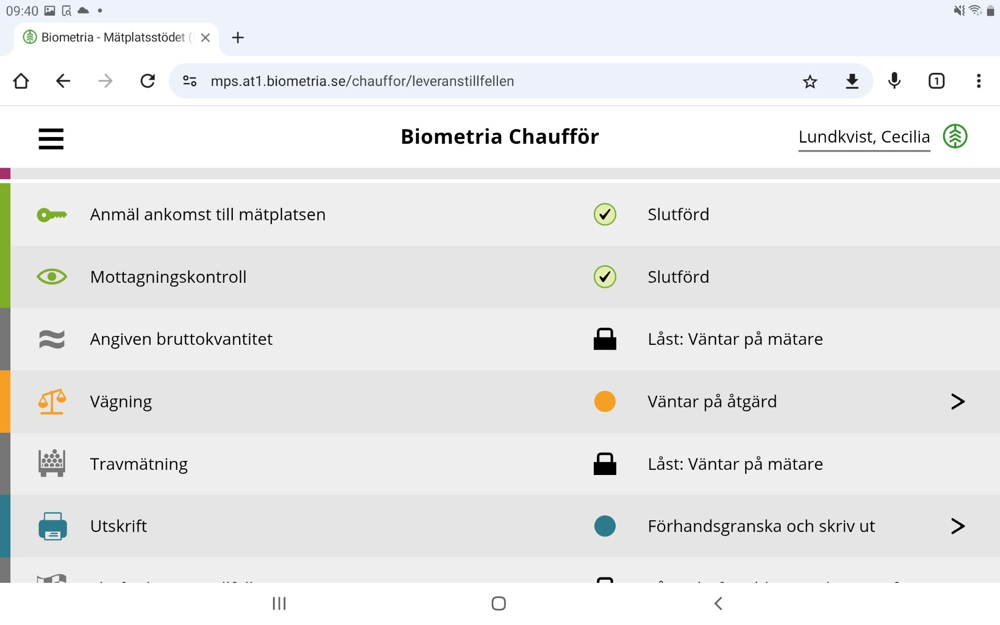 09:40
Biometria - Mätplatsstödet (
mps.at1.biometria.se/chauffor/leveranstillfellen
1
Biometria Chaufför
Lundkvist, Cecilia
Anmäl ankomst till mätplatsen
Slutförd
Mottagningskontroll
Slutförd
Angiven bruttokvantitet
Låst: Väntar på mätare
Vägning
Väntar på åtgärd
Travmätning
Låst: Väntar på mätare
Utskrift
Förhandsgranska och skriv ut